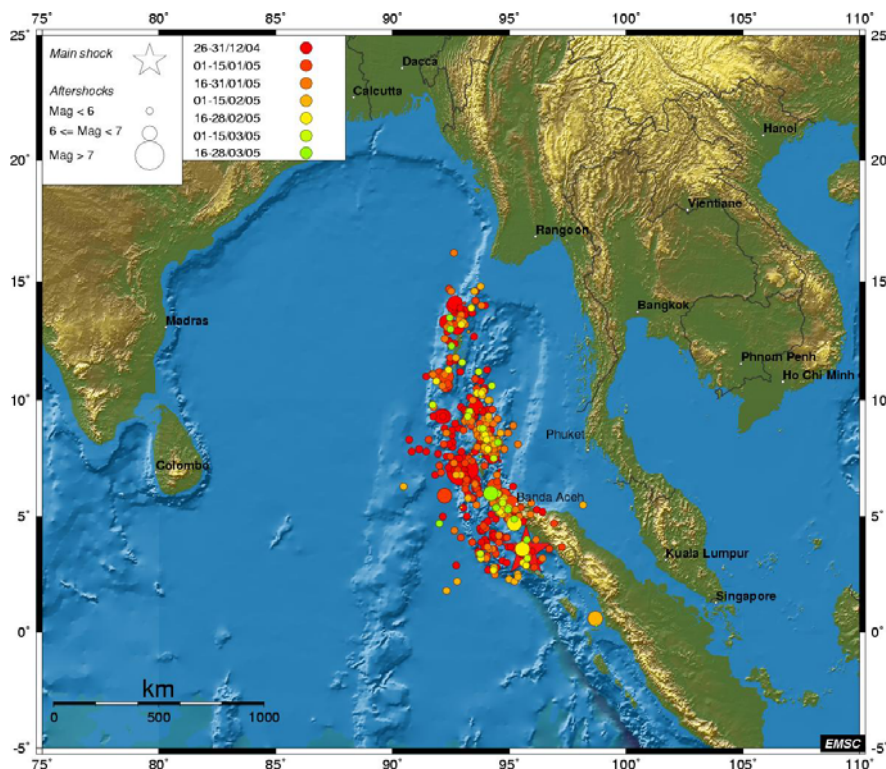 75° 80° 85° 90° 95° 100° 105° 110°
25° 25°
Main shock
Aftershocks
Mag < 6
6 <= Mag < 7
Mag > 7
26-31/12/04
01-15/01/05
16-31/01/05
01-15/02/05
16-28/02/05
01-15/03/05
16-28/03/05
Dacca
Calcutta
Hanoi
20° 20°
Vientiane
Rangoon
15° 15°
Bangkok
Madras
Phnom Penh
Ho Chi Minh
10° 10°
Phuket
Colombo
Banda Aceh
5° 5°
Kuala Lumpur
Singapore
0° 0°
km
0 500 1000
EMSC
-5° -5°
75° 80° 85° 90° 95° 100° 105° 110°